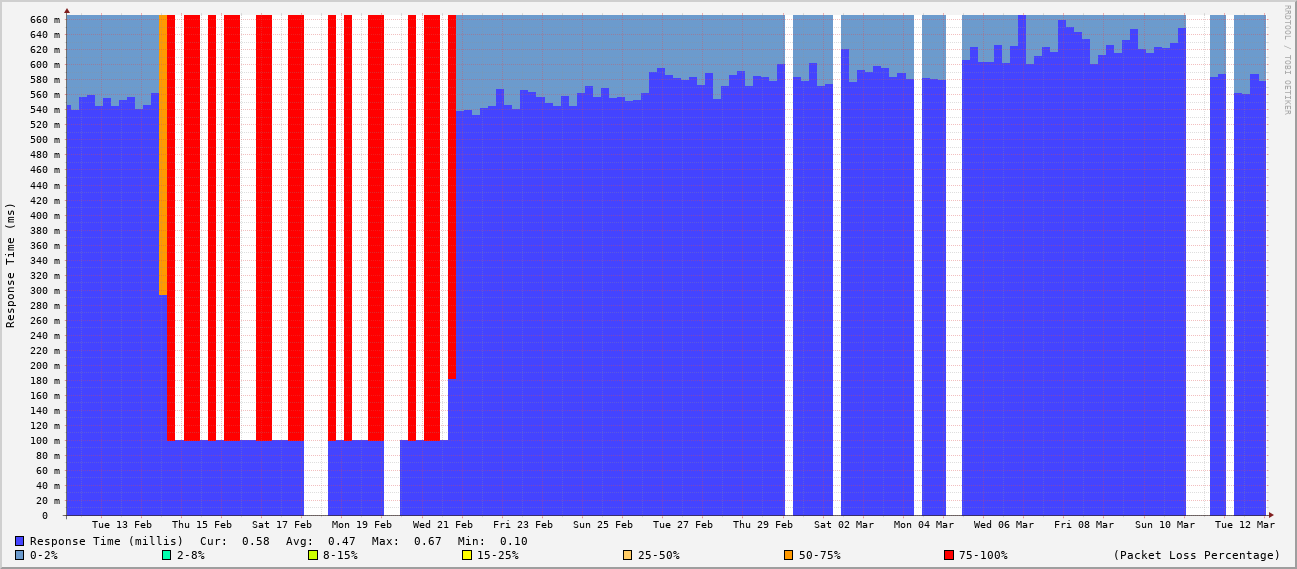 660 m
640 m
620 m
600 m
580 m
560 m
540 m
520 m
500 m
480 m
460 m
440 m
420 m
400 m
380 m
360 m
340 m
320 m
300 m
280 m
260 m
240 m
220 m
200 m
180 m
160 m
140 m
120 m
100 m
80 m
60 m
40 m
20 m
0
Response Time (ms)
RRDTOOL / TOBI OETIKER
Tue 13 Feb Thu 15 Feb Sat 17 Feb Mon 19 Feb Wed 21 Feb Fri 23 Feb Sun 25 Feb Tue 27 Feb Thu 29 Feb Sat 02 Mar Mon 04 Mar Wed 06 Mar Fri 08 Mar Sun 10 Mar Tue 12 Mar
Response Time (millis) Cur: 0.58 Avg: 0.47 Max: 0.67 Min: 0.10
0-2% 2-8% 8-15% 15-25% 25-50% 50-75% 75-100% (Packet Loss Percentage)